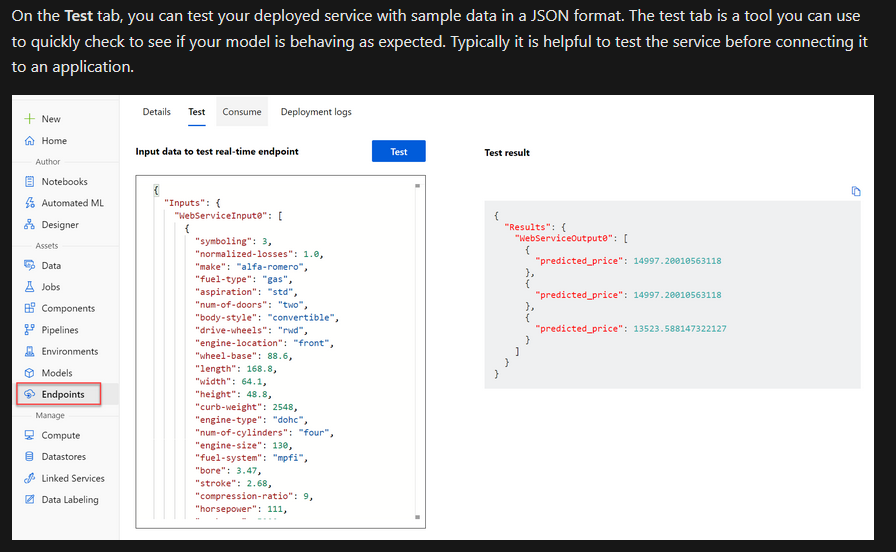 On the Test tab, you can test your deployed service with sample data in a JSON format. The test tab is a tool you can use
to quickly check to see if your model is behaving as expected. Typically it is helpful to test the service before connecting it
to an application.
New
Home
Author
Notebooks
Automated ML
Designer
Assets
Data
Jobs
Components
Pipelines
Environments
Models
Endpoints
Manage
Compute
Datastores
Linked Services
Data Labeling
Details Test Consume Deployment logs
Input data to test real-time endpoint
Test
{
"Inputs": {
"WebServiceInput0": [
{
"symboling": 3,
"normalized-losses": 1.0,
"make": "alfa-romero",
"fuel-type": "gas",
"aspiration": "std",
"num-of-doors": "two",
"body-style": "convertible",
"drive-wheels": "rwd",
"engine-location": "front",
"wheel-base": 88.6,
"length": 168.8,
"width": 64.1,
"height": 48.8,
"curb-weight": 2548,
"engine-type": "dohc",
"num-of-cylinders": "four",
"engine-size": 130,
"fuel-system": "mpfi",
"bore": 3.47,
"stroke": 2.68,
"compression-ratio": 9,
"horsepower": 111,
Test result
{
"Results": {
"WebServiceOutput0": [
{
"predicted_price": 14997.20010563118
},
{
"predicted_price": 14997.20010563118
},
{
"predicted_price": 13523.588147322127
}
]
}
}